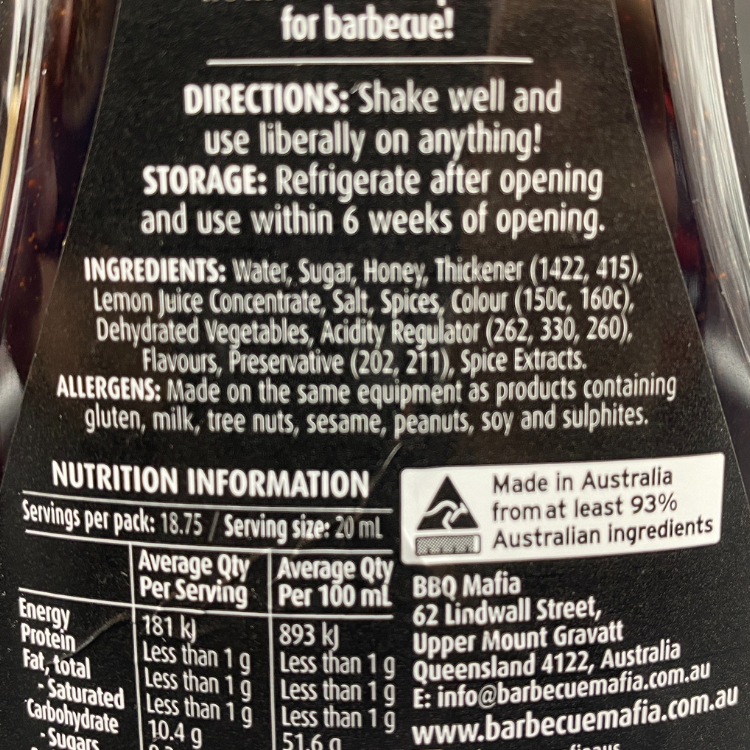 for barbecue!
DIRECTIONS: Shake well and
use liberally on anything!
STORAGE: Refrigerate after opening
and use within 6 weeks of opening.
INGREDIENTS: Water, Sugar, Honey, Thickener (1422, 415),
Lemon Juice Concentrate, Salt, Spices, Colour (150c, 160c),
Dehydrated Vegetables, Acidity Regulator (262, 330, 260),
Flavours, Preservative (202, 211), Spice Extracts.
ALLERGENS: Made on the same equipment as products containing
gluten, milk, tree nuts, sesame, peanuts, soy and sulphites.
NUTRITION INFORMATION
Servings per pack: 18.75 / Serving size: 20 mL
Average Qty Per Serving Average Qty Per 100 mL
Energy 181 kJ 893 kJ
Protein Less than 1 g Less than 1 g
Fat, total Less than 1 g Less than 1 g
- Saturated Less than 1 g Less than 1 g
Carbohydrate 10.4 g 51.6 g
- Sugars
Made in Australia
from at least 93%
Australian ingredients
BBQ Mafia
62 Lindwall Street,
Upper Mount Gravatt
Queensland 4122, Australia
E: info@barbecuemafia.com.au
www.barbecuemafia.com.au